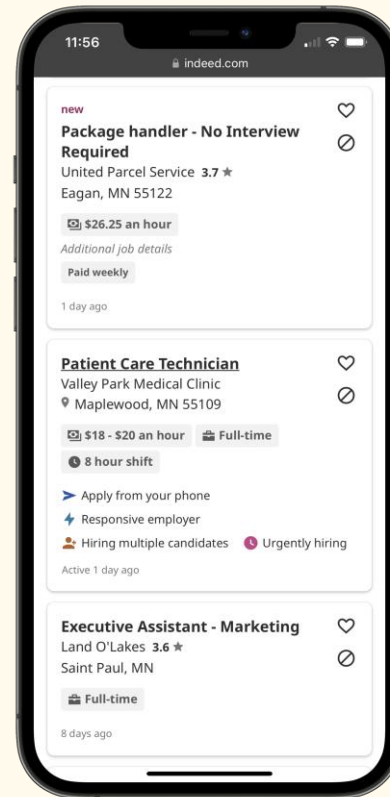 11:56
indeed.com
new
Package handler - No Interview
Required
United Parcel Service 3.7 ★
Eagan, MN 55122
$26.25 an hour
Additional job details
Paid weekly
1 day ago
Patient Care Technician
Valley Park Medical Clinic
Maplewood, MN 55109
$18 - $20 an hour Full-time
8 hour shift
Apply from your phone
Responsive employer
Hiring multiple candidates Urgently hiring
Active 1 day ago
Executive Assistant - Marketing
Land O'Lakes 3.6 ★
Saint Paul, MN
Full-time
8 days ago